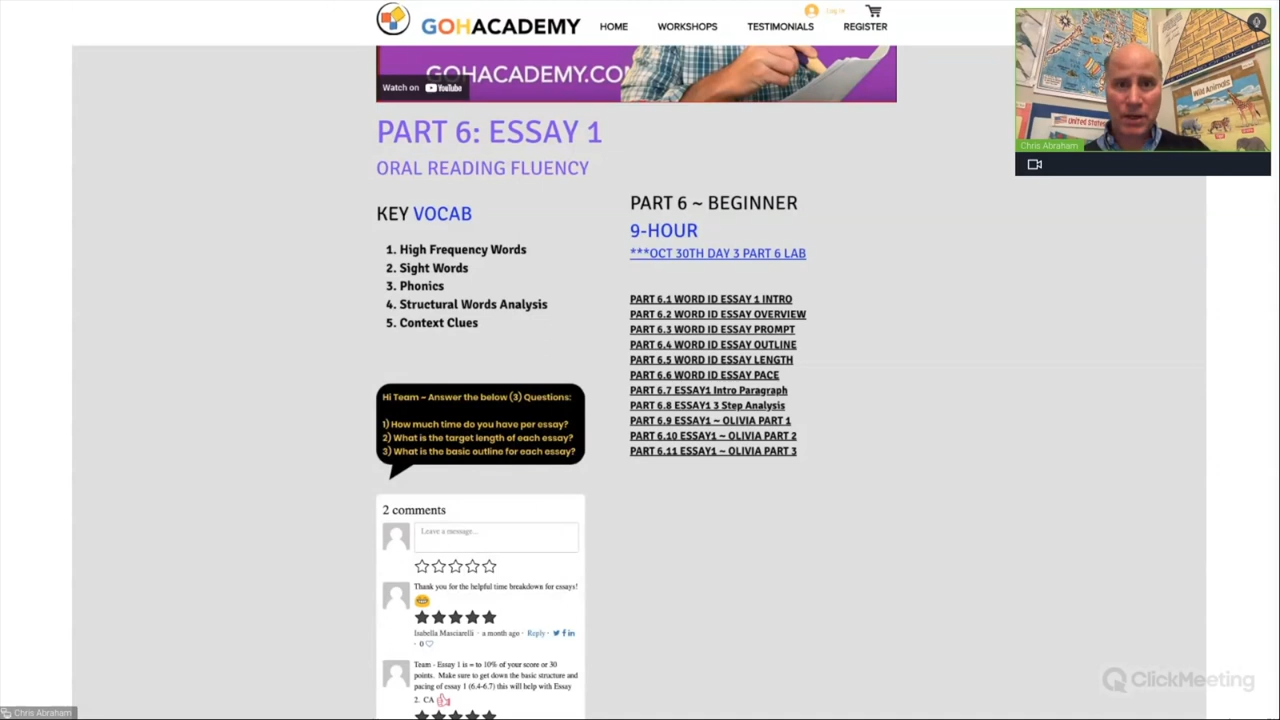 GOHACADEMY
HOME
WORKSHOPS
TESTIMONIALS
Log In
REGISTER
GOHACADEMY.CO
Watch on YouTube
United States
Wild Animals
Chris Abraham
PART 6: ESSAY 1
ORAL READING FLUENCY
KEY VOCAB
1. High Frequency Words
2. Sight Words
3. Phonics
4. Structural Words Analysis
5. Context Clues
PART 6 ~ BEGINNER
9-HOUR
***OCT 30TH DAY 3 PART 6 LAB
PART 6.1 WORD ID ESSAY 1 INTRO
PART 6.2 WORD ID ESSAY OVERVIEW
PART 6.3 WORD ID ESSAY PROMPT
PART 6.4 WORD ID ESSAY OUTLINE
PART 6.5 WORD ID ESSAY LENGTH
PART 6.6 WORD ID ESSAY PACE
PART 6.7 ESSAY1 Intro Paragraph
PART 6.8 ESSAY1 3 Step Analysis
PART 6.9 ESSAY1 ~ OLIVIA PART 1
PART 6.10 ESSAY1 ~ OLIVIA PART 2
PART 6.11 ESSAY1 ~ OLIVIA PART 3
Hi Team ~ Answer the below (3) Questions:
1) How much time do you have per essay?
2) What is the target length of each essay?
3) What is the basic outline for each essay?
2 comments
Leave a message...
Thank you for the helpful time breakdown for essays!
Isabella Masciarelli · a month ago · Reply ·
· 0
Team - Essay 1 is = to 10% of your score or 30
points. Make sure to get down the basic structure and
pacing of essay 1 (6.4-6.7) this will help with Essay
2. CA
ClickMeeting
Chris Abraham